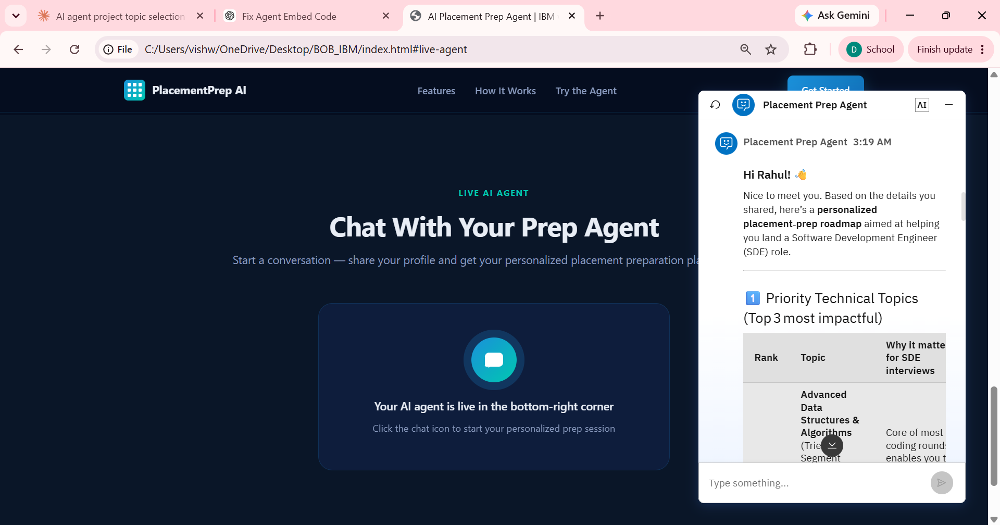 AI agent project topic selection
Fix Agent Embed Code
AI Placement Prep Agent | IBM
Ask Gemini
File
C:/Users/vishw/OneDrive/Desktop/BOB_IBM/index.html#live-agent
D
School
Finish update
PlacementPrep AI
Features
How It Works
Try the Agent
Get Started
LIVE AI AGENT
Chat With Your Prep Agent
Start a conversation — share your profile and get your personalized placement preparation pla
Your AI agent is live in the bottom-right corner
Click the chat icon to start your personalized prep session
Placement Prep Agent
AI
Placement Prep Agent 3:19 AM
Hi Rahul! 👋
Nice to meet you. Based on the details you
shared, here’s a personalized
placement-prep roadmap aimed at helping
you land a Software Development Engineer
(SDE) role.
1️⃣ Priority Technical Topics
(Top 3 most impactful)
Rank
Topic
Why it matte
for SDE
interviews
Advanced
Data
Structures &
Algorithms
(Trie
Segment
Core of most
coding round
enables you t
Type something...